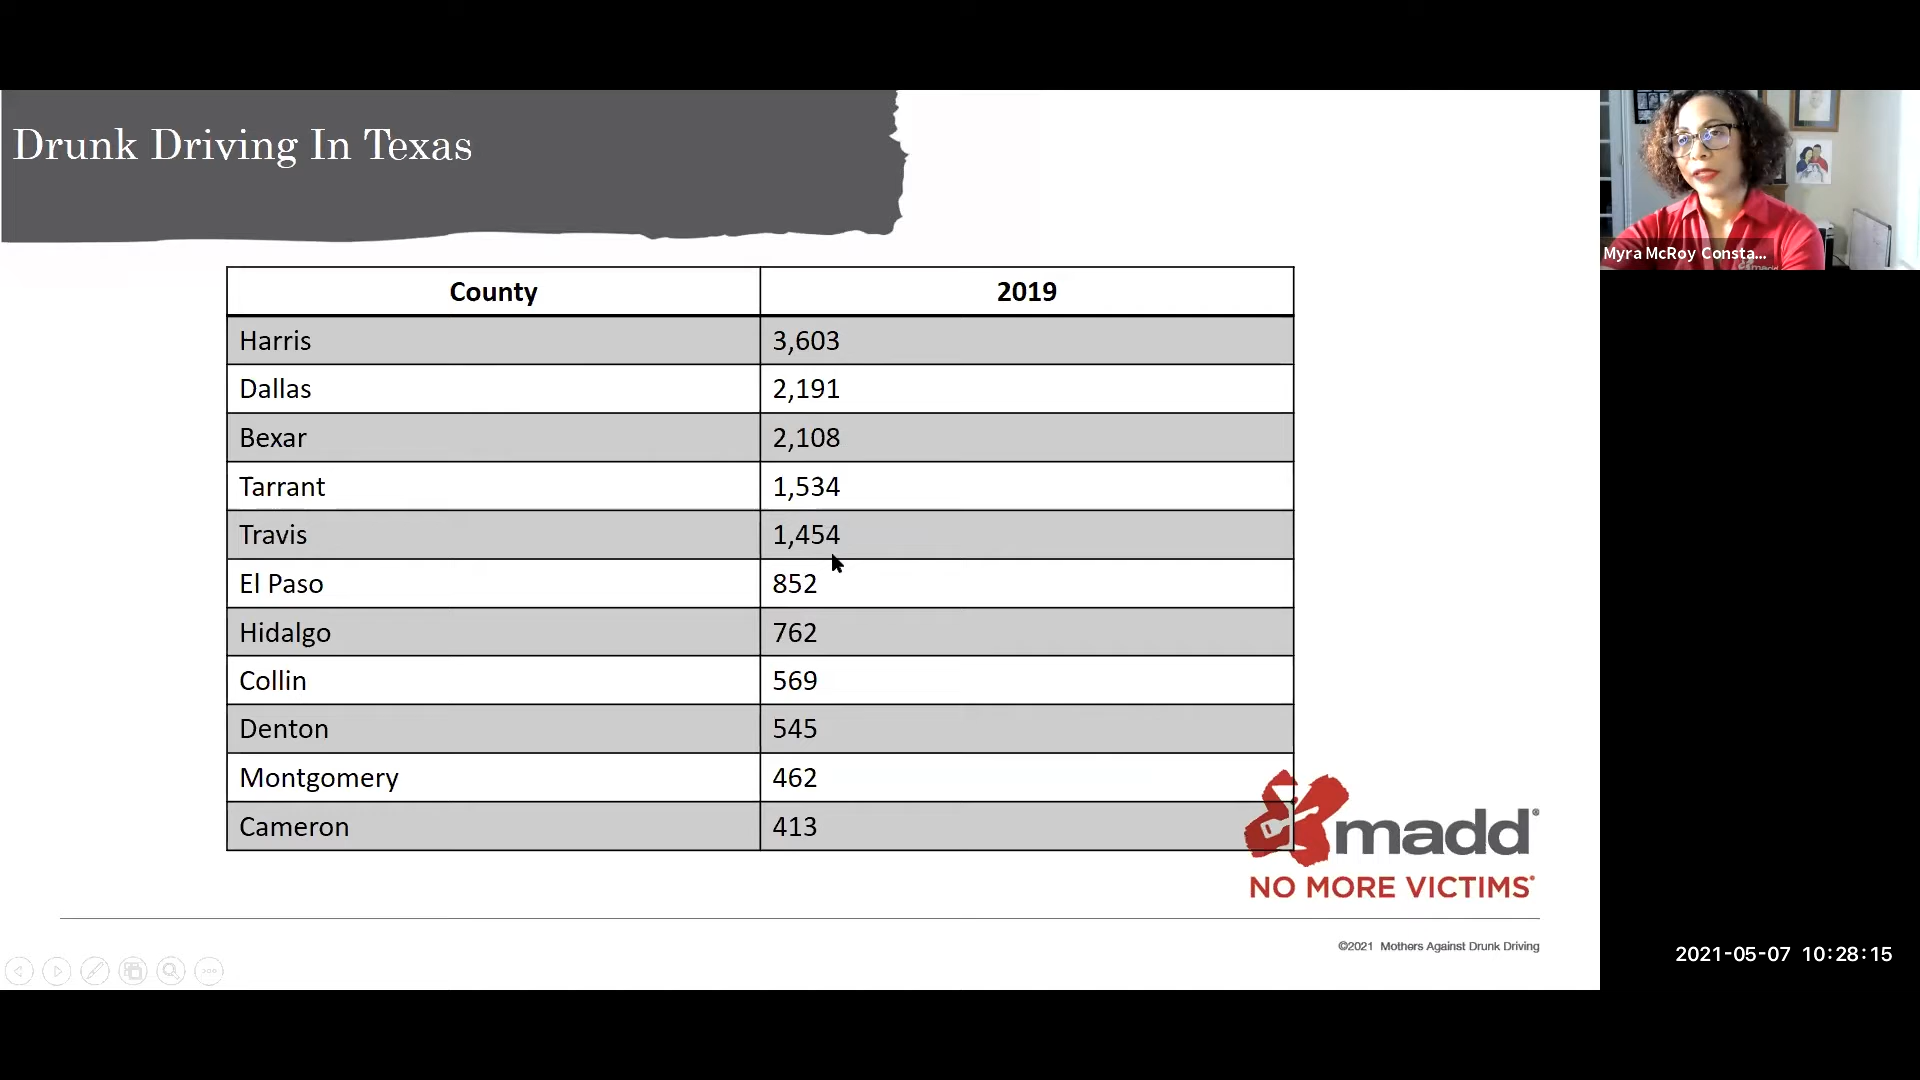 Drunk Driving In Texas
Myra McRoy Consta...
County 2019
Harris 3,603
Dallas 2,191
Bexar 2,108
Tarrant 1,534
Travis 1,454
El Paso 852
Hidalgo 762
Collin 569
Denton 545
Montgomery 462
Cameron 413
madd®
NO MORE VICTIMS®
©2021 Mothers Against Drunk Driving
2021-05-07 10:28:15